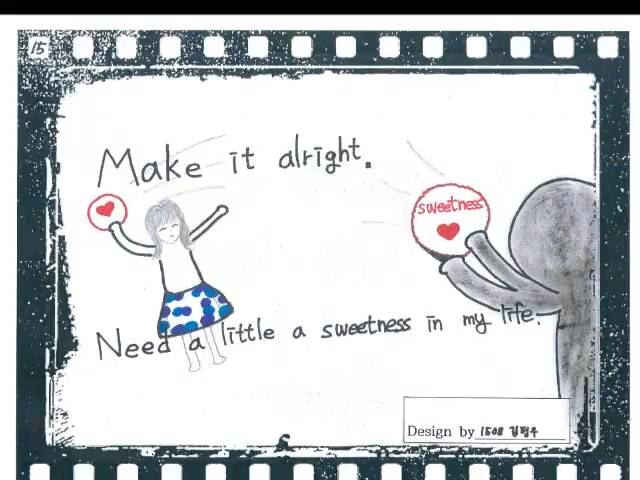 15
Make it alright.
sweetness
Need a little a sweetness in my life.
Design by 1508